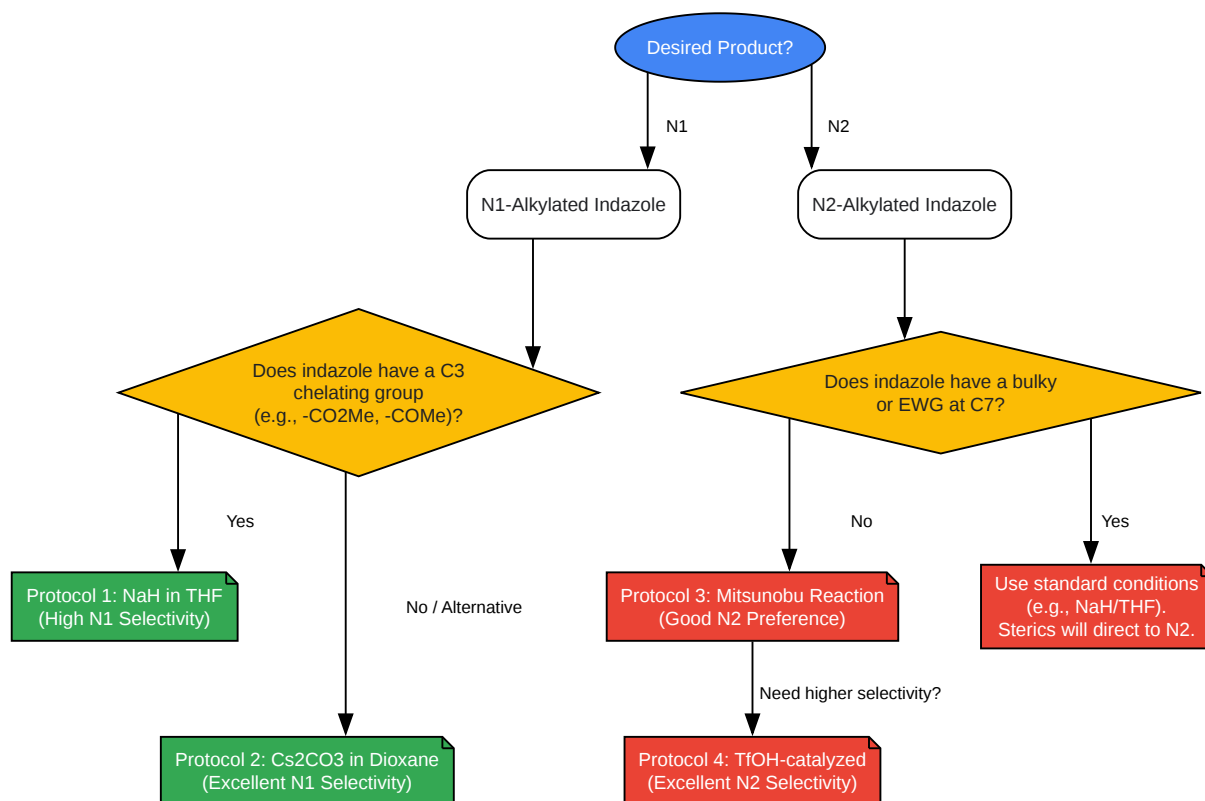 Desired Product?
N1
N2
N1-Alkylated Indazole
N2-Alkylated Indazole
Does indazole have a C3
chelating group
(e.g., -CO2Me, -COMe)?
Does indazole have a bulky
or EWG at C7?
Yes
No
Yes
Protocol 1: NaH in THF
(High N1 Selectivity)
No / Alternative
Protocol 3: Mitsunobu Reaction
(Good N2 Preference)
Use standard conditions
(e.g., NaH/THF).
Sterics will direct to N2.
Need higher selectivity?
Protocol 2: Cs2CO3 in Dioxane
(Excellent N1 Selectivity)
Protocol 4: TfOH-catalyzed
(Excellent N2 Selectivity)